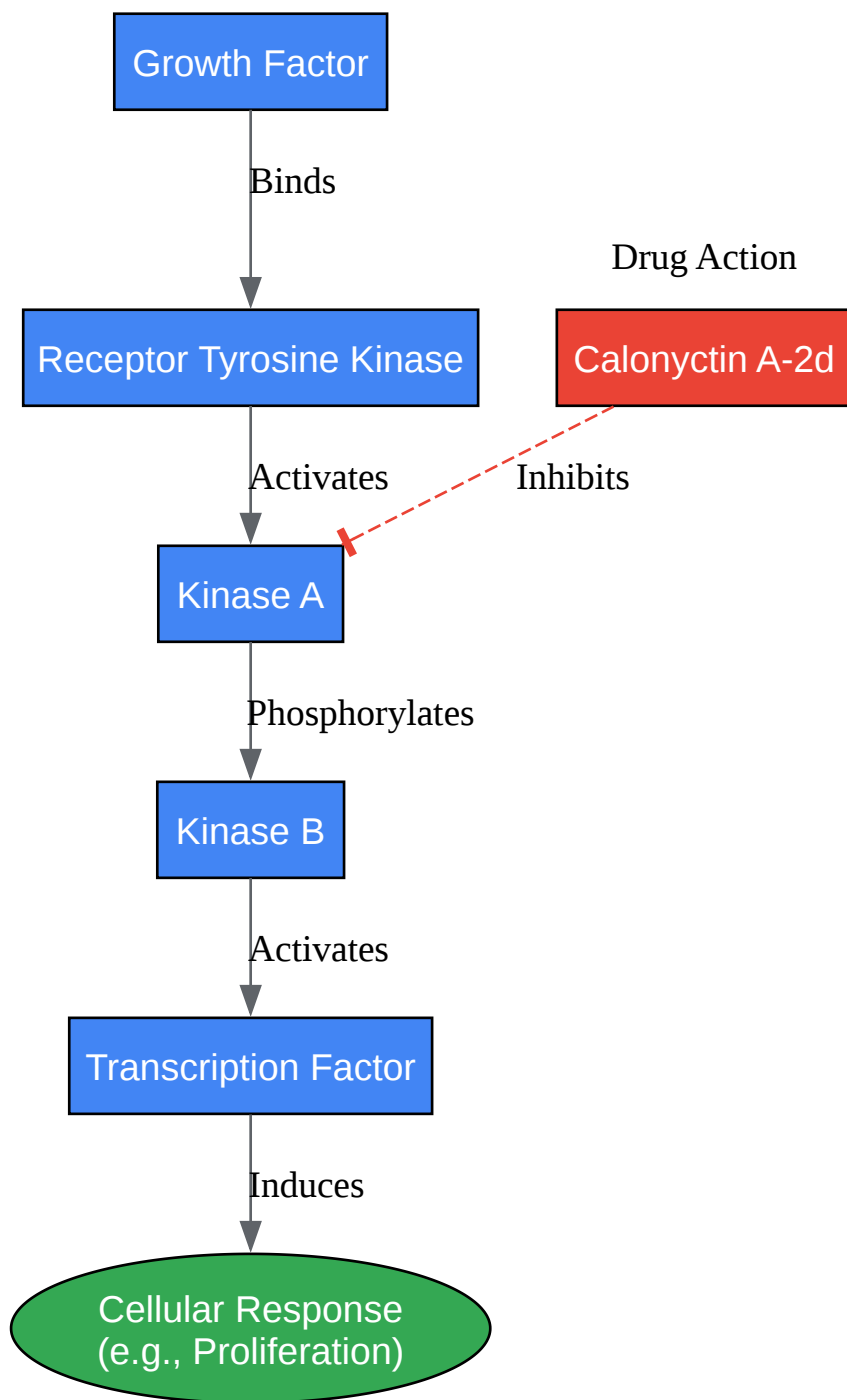 Growth Factor
Binds
Drug Action
Receptor Tyrosine Kinase
Calonyctin A-2d
Activates
Inhibits
Kinase A
Phosphorylates
Kinase B
Activates
Transcription Factor
Induces
Cellular Response
(e.g., Proliferation)